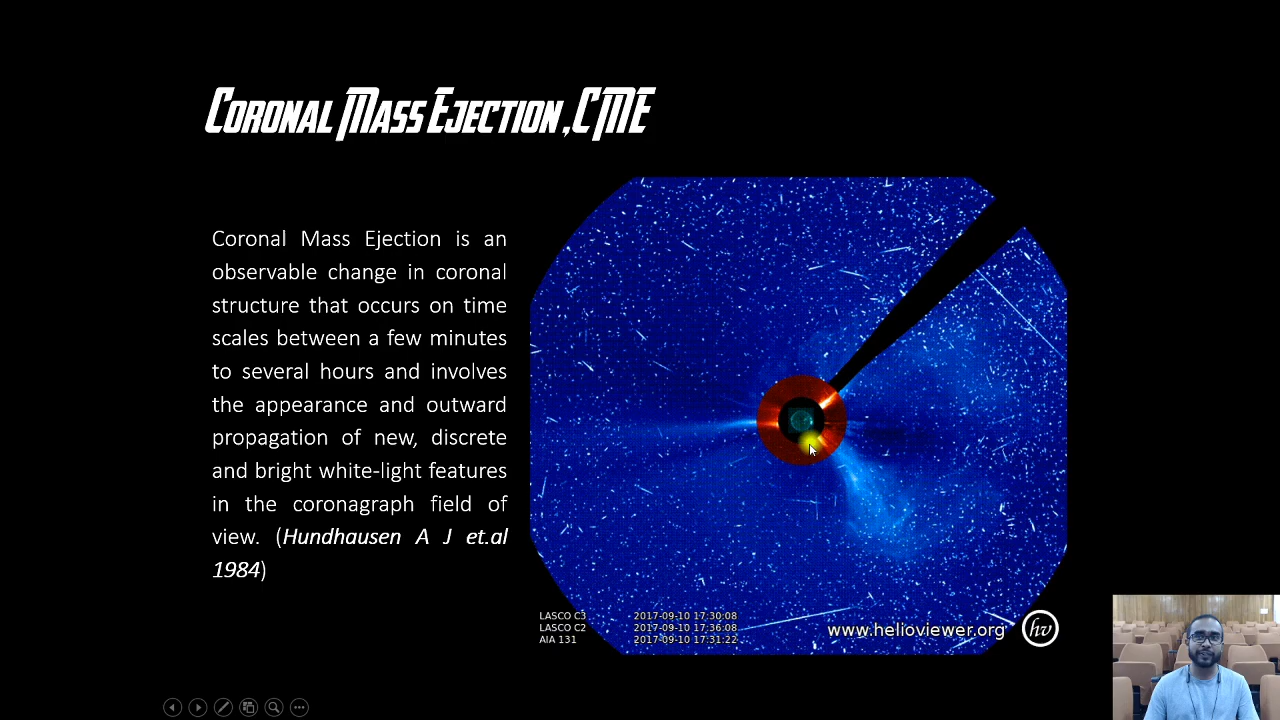 Coronal Mass Ejection ,CME
Coronal Mass Ejection is an
observable change in coronal
structure that occurs on time
scales between a few minutes
to several hours and involves
the appearance and outward
propagation of new, discrete
and bright white-light features
in the coronagraph field of
view. (Hundhausen A J et.al
1984)
LASCO C3 2017-09-10 17:30:08
LASCO C2 2017-09-10 17:36:08
AIA 131 2017-09-10 17:31:22
www.helioviewer.org hv